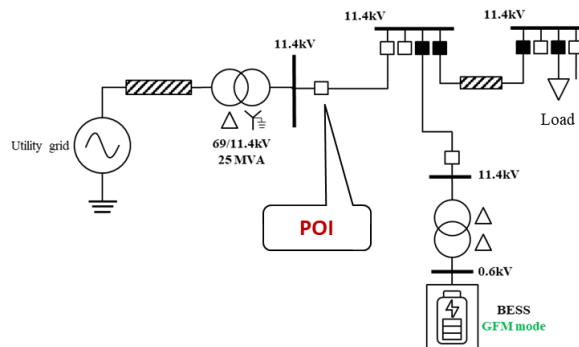 11.4kV
11.4kV
11.4kV
Utility grid
69/11.4kV
25 MVA
Load
POI
11.4kV
0.6kV
BESS
GFM mode